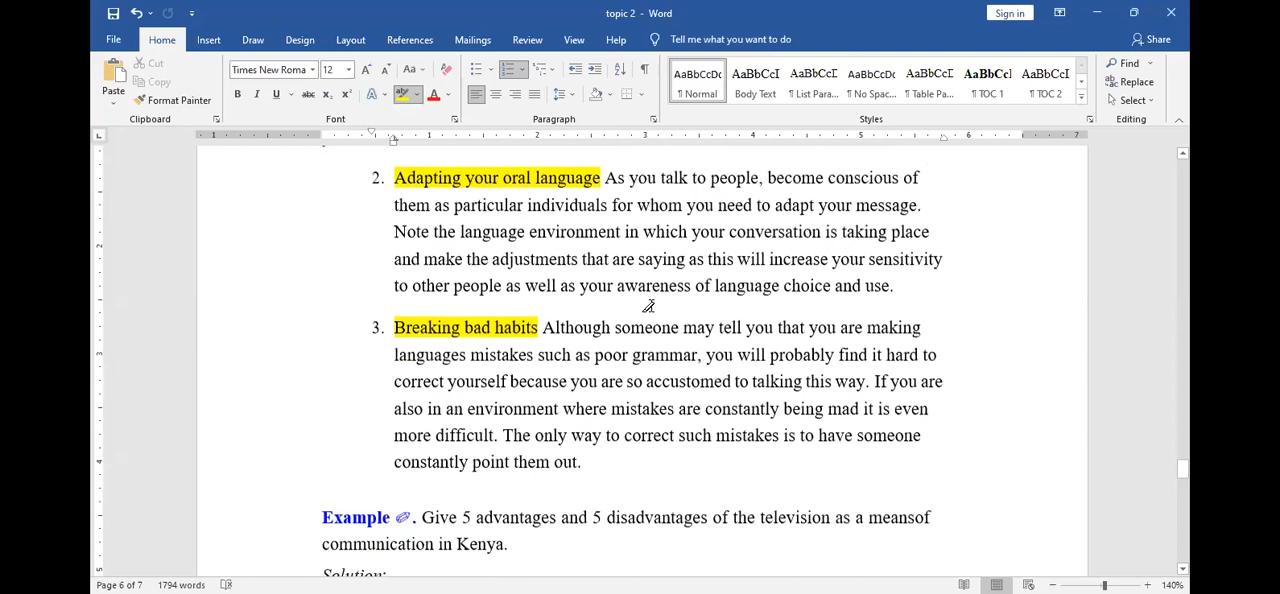 topic 2 - Word
Sign in
File Home Insert Draw Design Layout References Mailings Review View Help Tell me what you want to do Share
Paste
Cut
Copy
Format Painter
Clipboard
Times New Roma 12
Font
Paragraph
AaBbCcDc AaBbCcI AaBbCcI AaBbCcDc AaBbCcI AaBbCcI AaBbCcI
¶ Normal Body Text ¶ List Para... ¶ No Spac... ¶ Table Pa... ¶ TOC 1 ¶ TOC 2
Styles
Find
Replace
Select
Editing
1 1 2 3 4 5 6 7
2. Adapting your oral language As you talk to people, become conscious of
them as particular individuals for whom you need to adapt your message.
Note the language environment in which your conversation is taking place
and make the adjustments that are saying as this will increase your sensitivity
to other people as well as your awareness of language choice and use.
3. Breaking bad habits Although someone may tell you that you are making
languages mistakes such as poor grammar, you will probably find it hard to
correct yourself because you are so accustomed to talking this way. If you are
also in an environment where mistakes are constantly being mad it is even
more difficult. The only way to correct such mistakes is to have someone
constantly point them out.
Example . Give 5 advantages and 5 disadvantages of the television as a meansof
communication in Kenya.
Solution:
Page 6 of 7 1794 words 140%